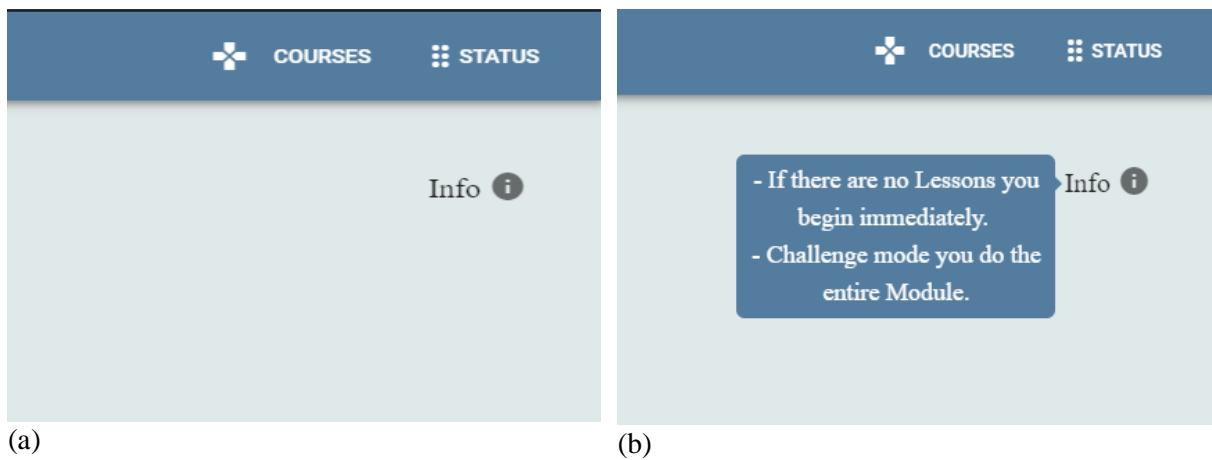 COURSES STATUS
Info
(a)
COURSES STATUS
- If there are no Lessons you
begin immediately.
- Challenge mode you do the
entire Module.
Info
(b)